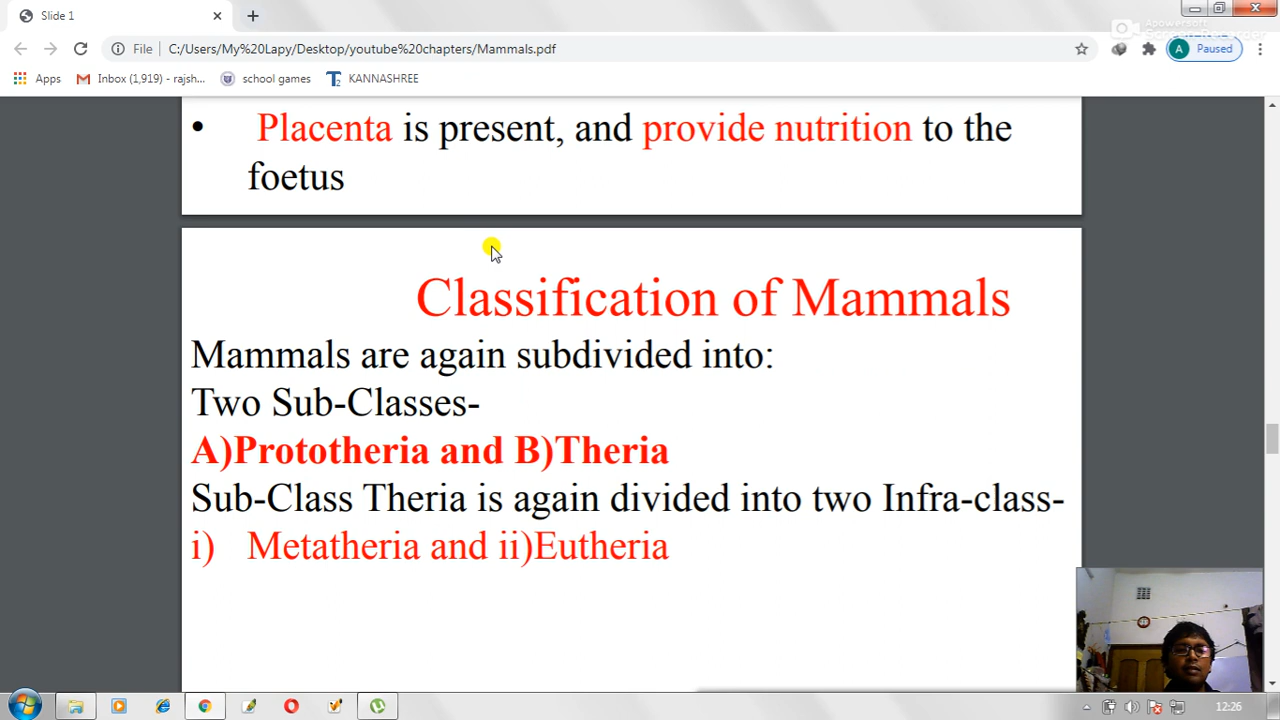 Slide 1
File
C:/Users/My%20Lapy/Desktop/youtube%20chapters/Mammals.pdf
A
Paused
Apowersoft
Screen Recorder
Apps
Inbox (1,919) - rajsh...
school games
KANNASHREE
• Placenta is present, and provide nutrition to the
foetus
Classification of Mammals
Mammals are again subdivided into:
Two Sub-Classes-
A)Prototheria and B)Theria
Sub-Class Theria is again divided into two Infra-class-
i) Metatheria and ii)Eutheria
12:26